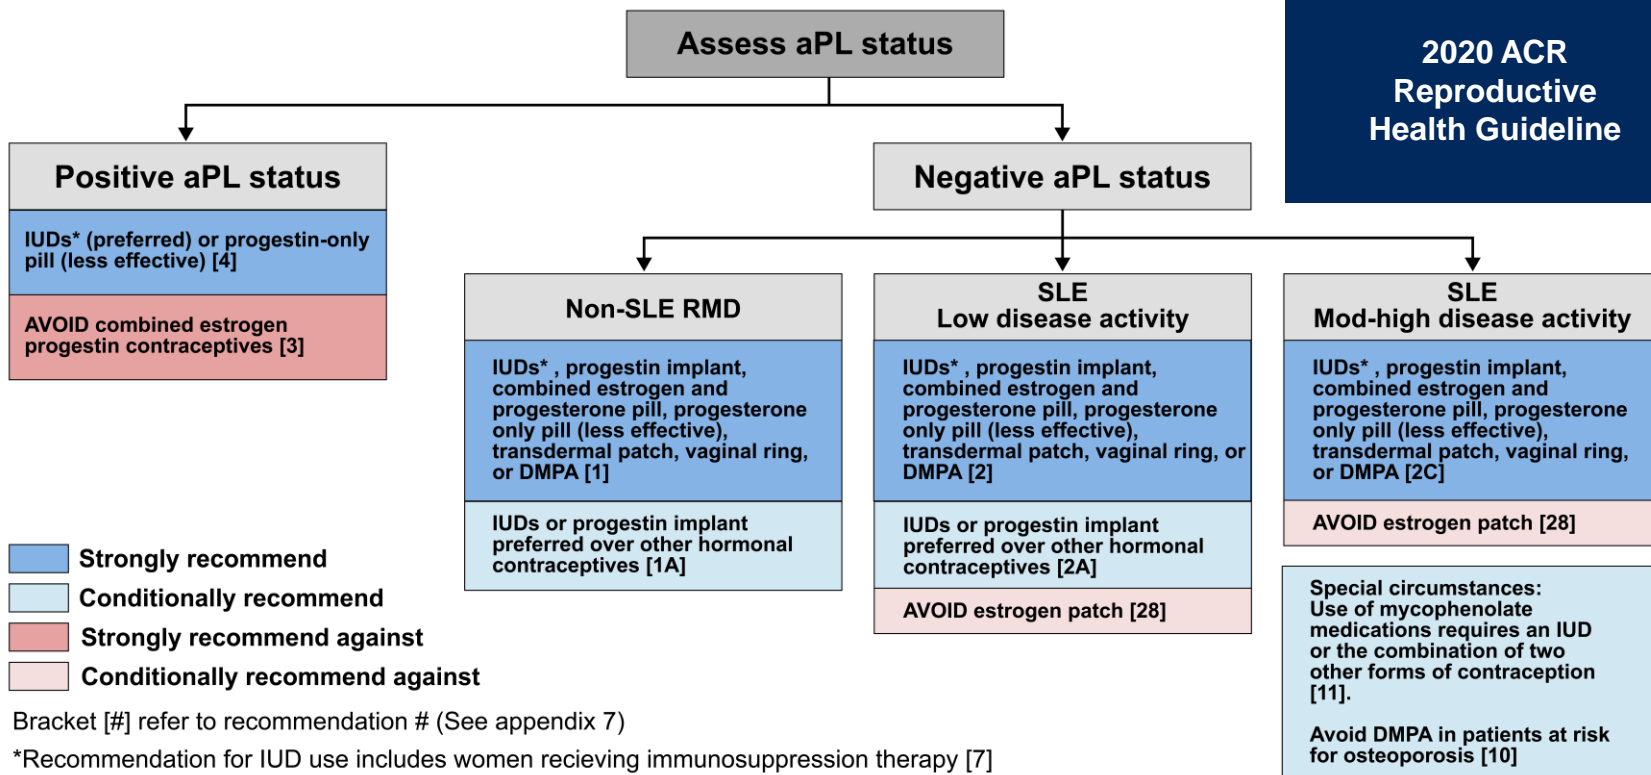 Assess aPL status
2020 ACR
Reproductive
Health Guideline
Positive aPL status
IUDs* (preferred) or progestin-only
pill (less effective) [4]
AVOID combined estrogen
progestin contraceptives [3]
Negative aPL status
Non-SLE RMD
IUDs* , progestin implant,
combined estrogen and
progesterone pill, progesterone
only pill (less effective),
transdermal patch, vaginal ring,
or DMPA [1]
IUDs or progestin implant
preferred over other hormonal
contraceptives [1A]
SLE
Low disease activity
IUDs* , progestin implant,
combined estrogen and
progesterone pill, progesterone
only pill (less effective),
transdermal patch, vaginal ring, or
DMPA [2]
IUDs or progestin implant
preferred over other hormonal
contraceptives [2A]
AVOID estrogen patch [28]
SLE
Mod-high disease activity
IUDs* , progestin implant,
combined estrogen and
progesterone pill, progesterone
only pill (less effective),
transdermal patch, vaginal ring,
or DMPA [2C]
AVOID estrogen patch [28]
Special circumstances:
Use of mycophenolate
medications requires an IUD
or the combination of two
other forms of contraception
[11].
Avoid DMPA in patients at risk
for osteoporosis [10]
Strongly recommend
Conditionally recommend
Strongly recommend against
Conditionally recommend against
Bracket [#] refer to recommendation # (See appendix 7)
*Recommendation for IUD use includes women recieving immunosuppression therapy [7]